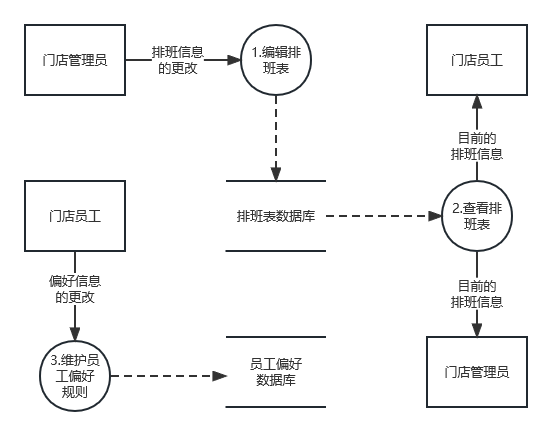 门店管理员
排班信息
的更改
1.编辑排
班表
门店员工
目前的
排班信息
门店员工
排班表数据库
2.查看排
班表
偏好信息
的更改
目前的
排班信息
3.维护员
工偏好
规则
员工偏好
数据库
门店管理员